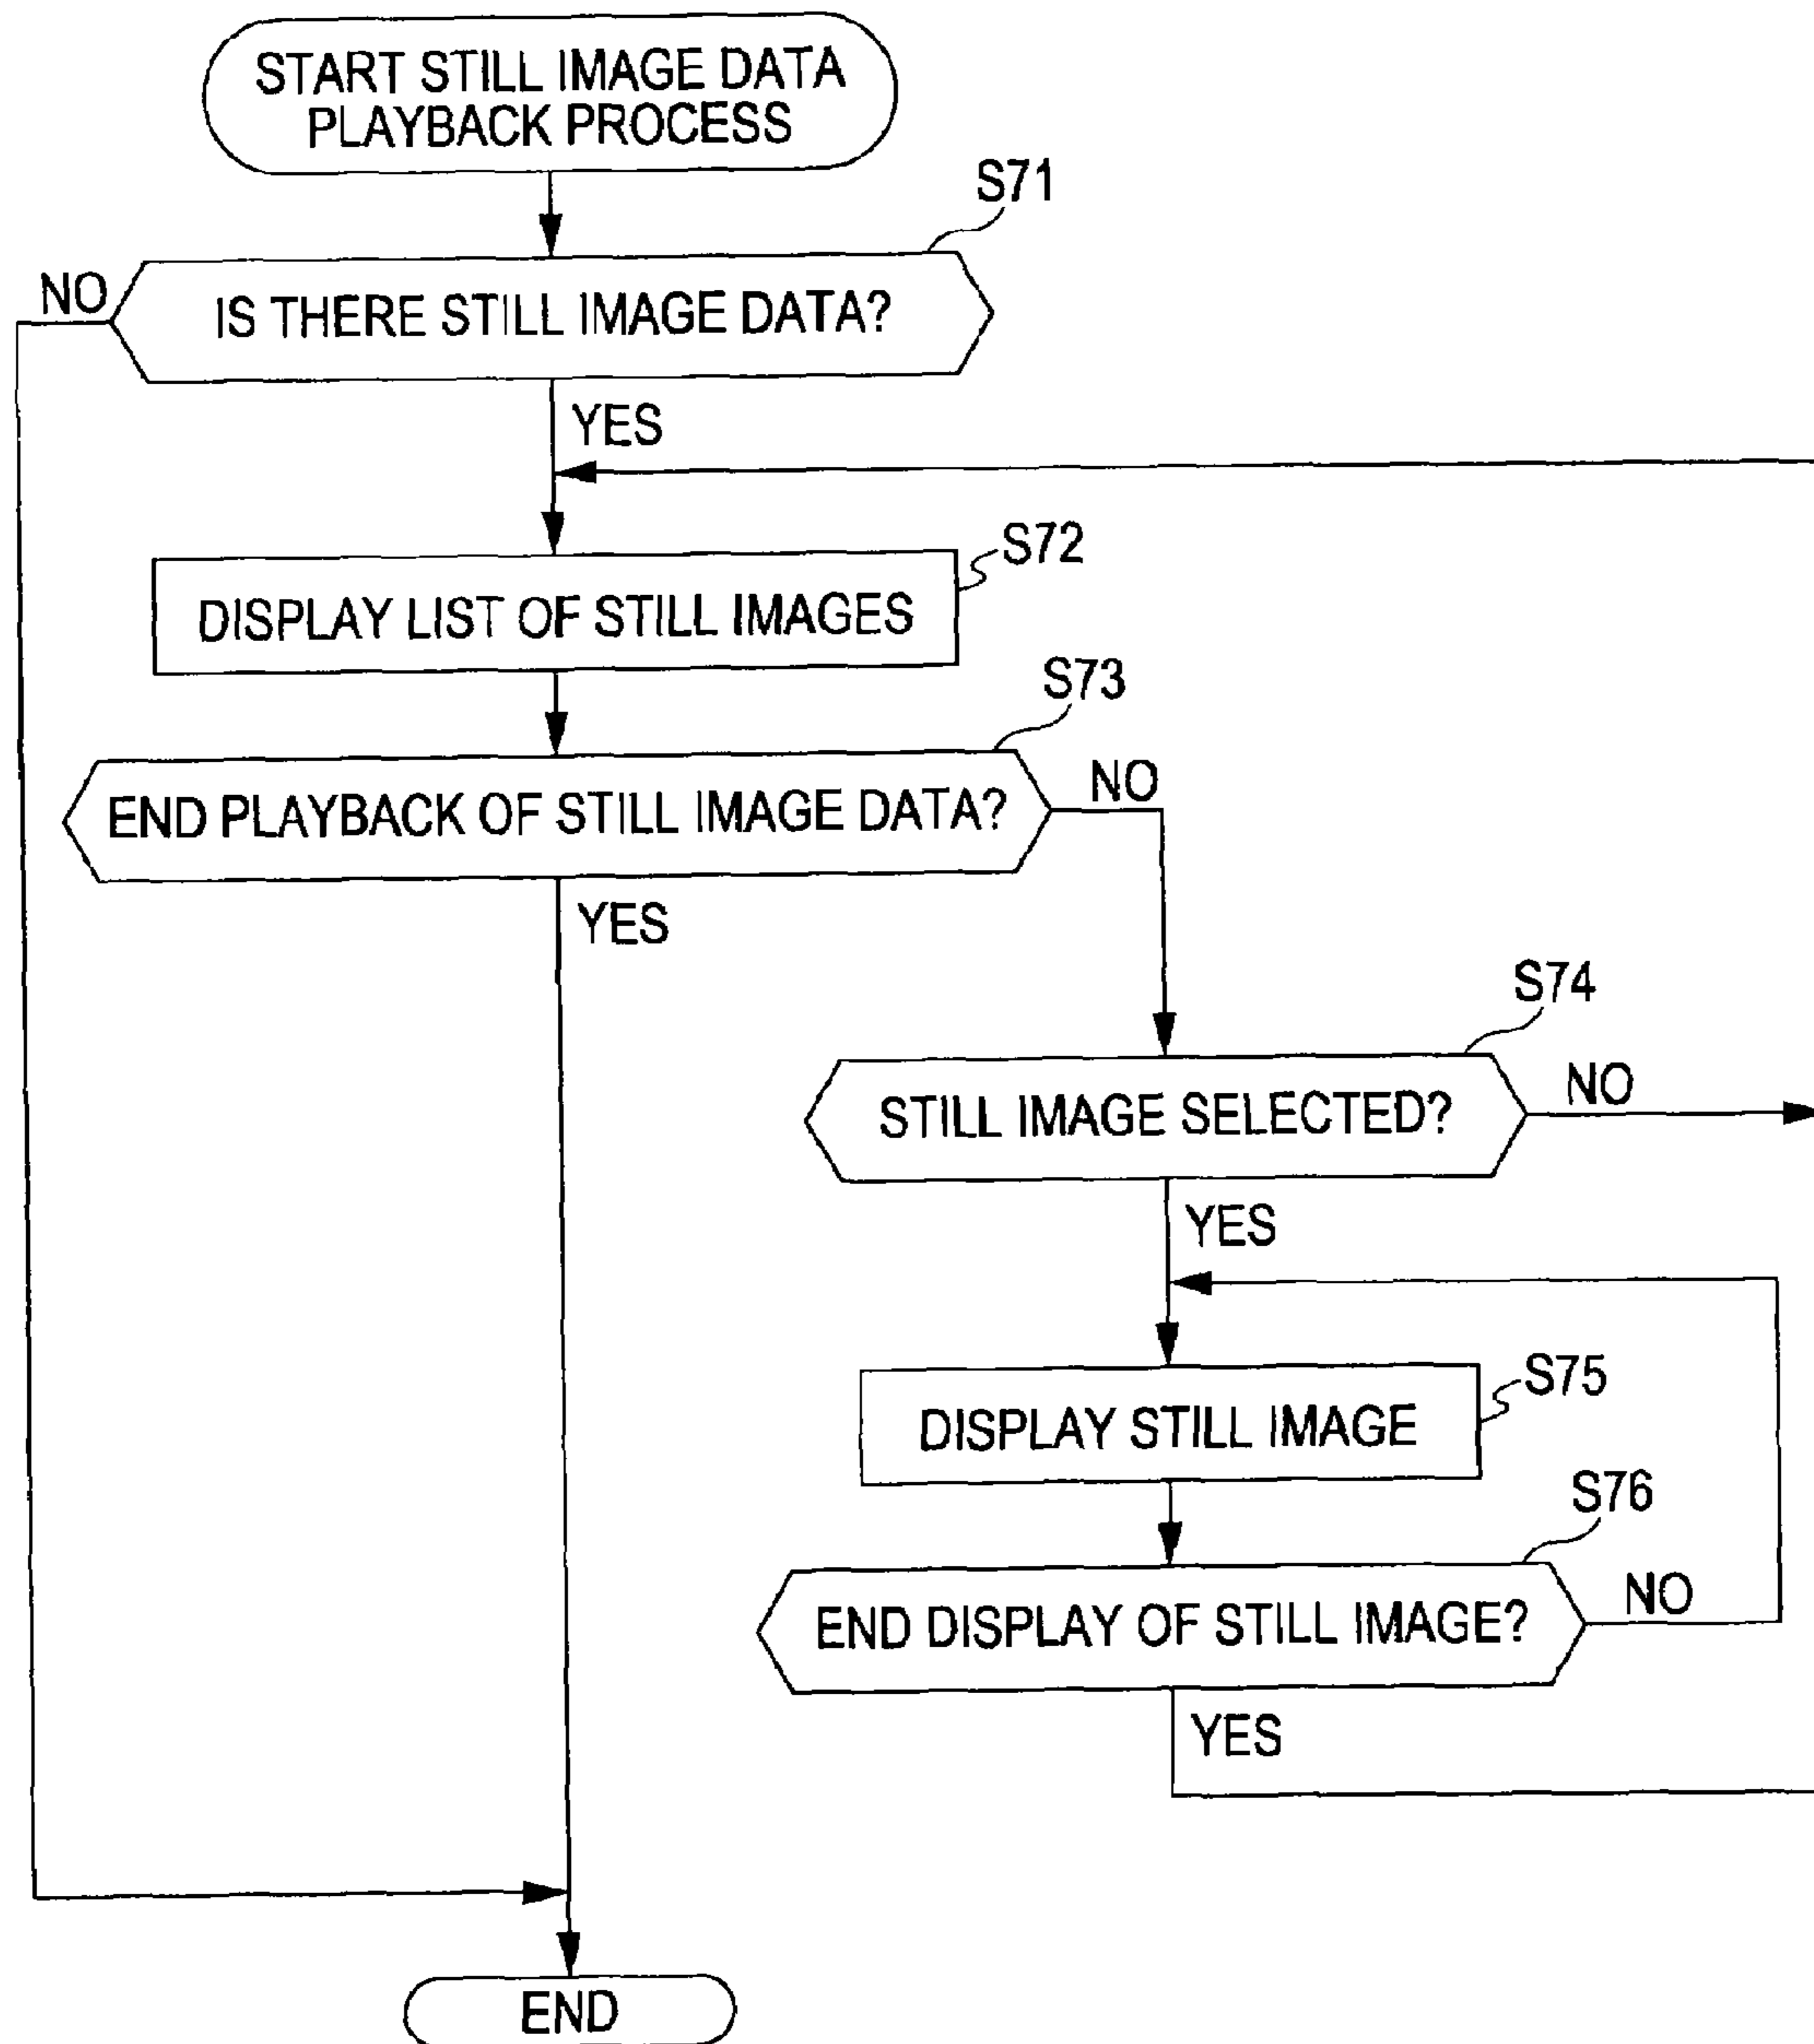 START STILL IMAGE DATA
PLAYBACK PROCESS
S71
NO
IS THERE STILL IMAGE DATA?
YES
S72
DISPLAY LIST OF STILL IMAGES
S73
END PLAYBACK OF STILL IMAGE DATA?
NO
YES
S74
STILL IMAGE SELECTED?
NO
YES
S75
DISPLAY STILL IMAGE
S76
END DISPLAY OF STILL IMAGE?
NO
YES
END